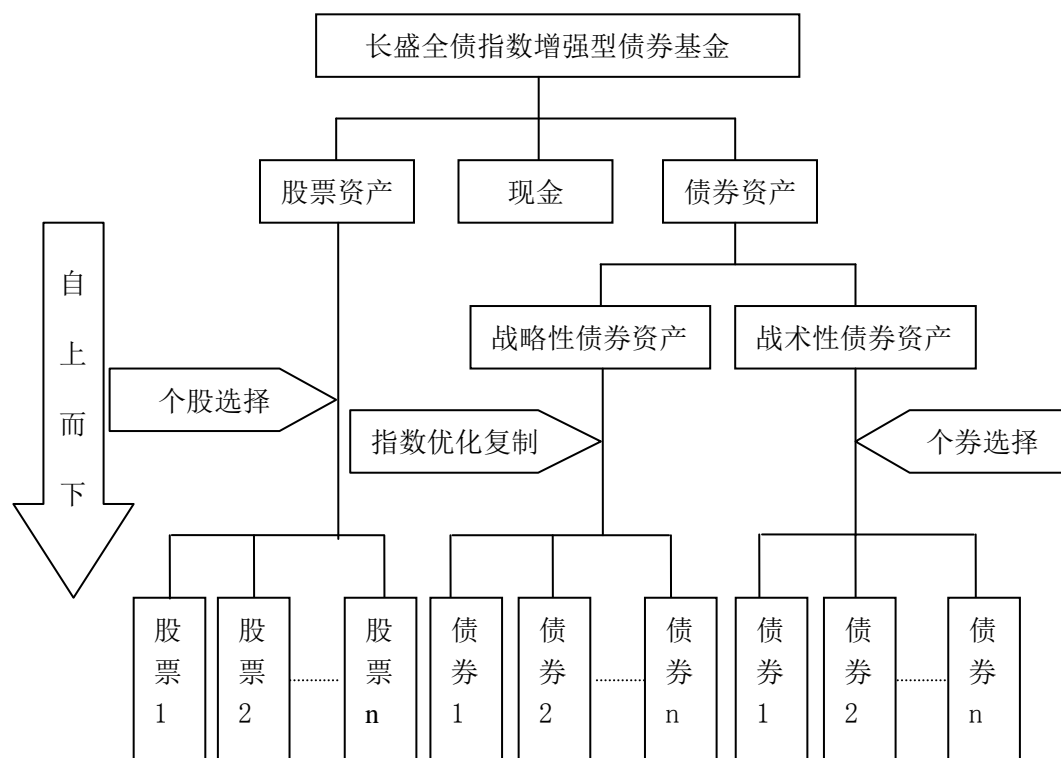 长盛全债指数增强型债券基金
股票资产
现金
债券资产
自上而下
战略性债券资产
战术性债券资产
个股选择
指数优化复制
个券选择
股票1
股票2
股票n
债券1
债券2
债券n
债券1
债券2
债券n